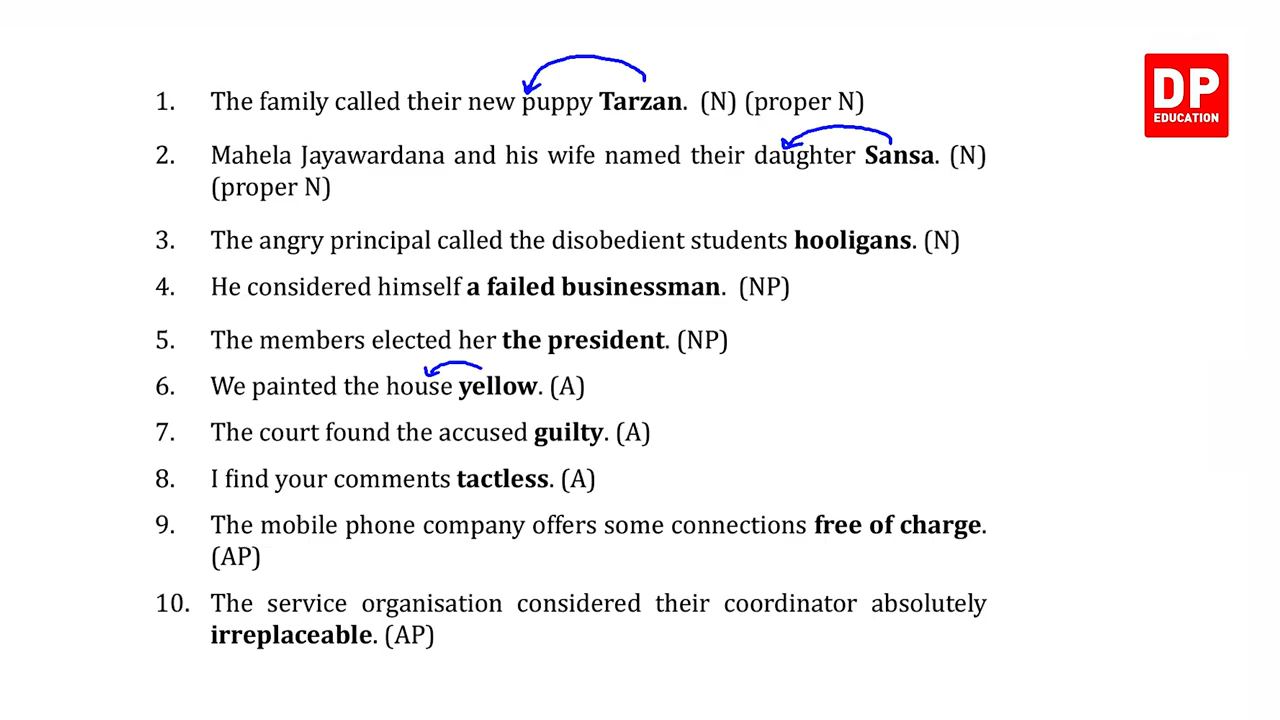 DP
EDUCATION
1. The family called their new puppy Tarzan. (N) (proper N)
2. Mahela Jayawardana and his wife named their daughter Sansa. (N)
(proper N)
3. The angry principal called the disobedient students hooligans. (N)
4. He considered himself a failed businessman. (NP)
5. The members elected her the president. (NP)
6. We painted the house yellow. (A)
7. The court found the accused guilty. (A)
8. I find your comments tactless. (A)
9. The mobile phone company offers some connections free of charge.
(AP)
10. The service organisation considered their coordinator absolutely
irreplaceable. (AP)